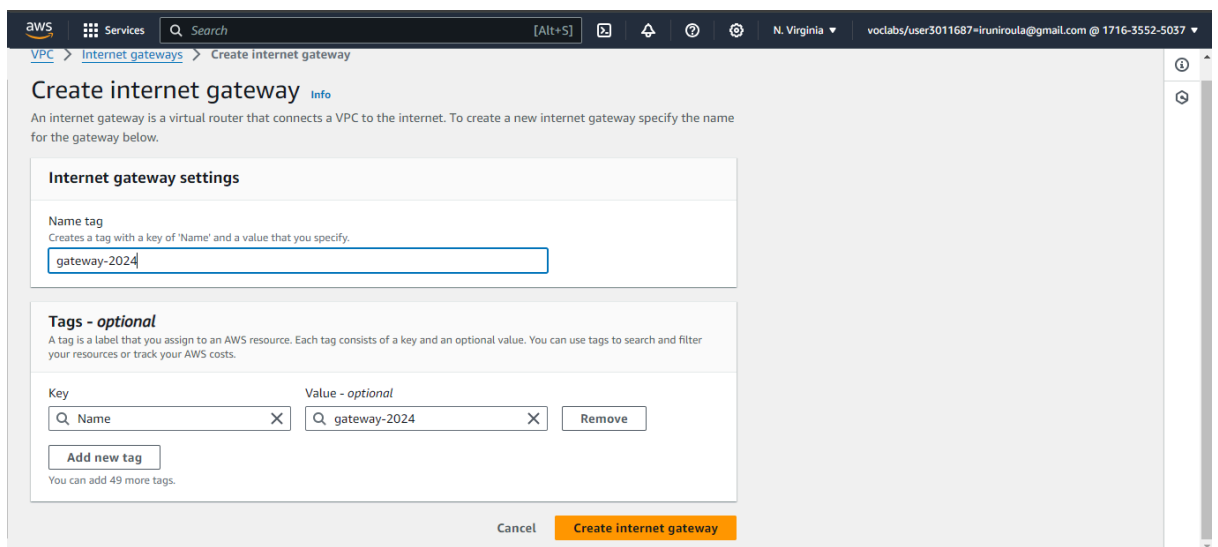 aws Services Search [Alt+S] N. Virginia voclabs/user3011687=iruniroula@gmail.com @ 1716-3552-5037
VPC > Internet gateways > Create internet gateway
Create internet gateway Info
An internet gateway is a virtual router that connects a VPC to the internet. To create a new internet gateway specify the name
for the gateway below.
Internet gateway settings
Name tag
Creates a tag with a key of 'Name' and a value that you specify.
gateway-2024
Tags - optional
A tag is a label that you assign to an AWS resource. Each tag consists of a key and an optional value. You can use tags to search and filter
your resources or track your AWS costs.
Key Value - optional
Name gateway-2024 Remove
Add new tag
You can add 49 more tags.
Cancel Create internet gateway